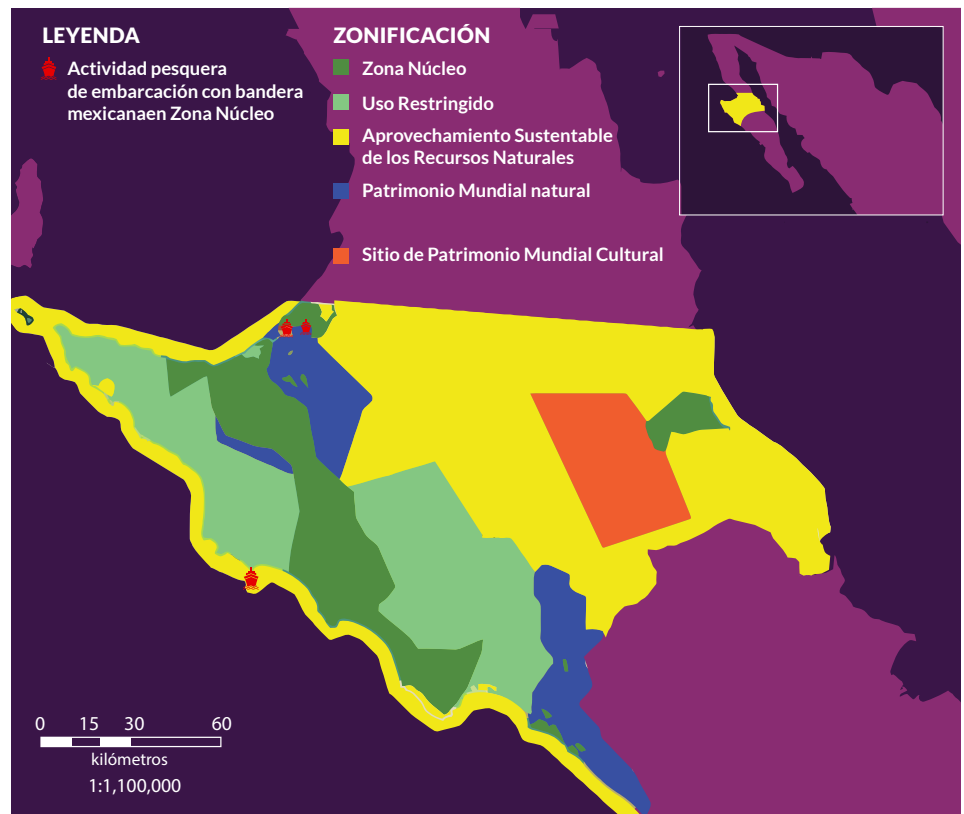 LEYENDA
Actividad pesquera
de embarcación con bandera
mexicanaen Zona Núcleo
ZONIFICACIÓN
Zona Núcleo
Uso Restringido
Aprovechamiento Sustentable
de los Recursos Naturales
Patrimonio Mundial natural
Sitio de Patrimonio Mundial Cultural
0 15 30 60
kilómetros
1:1,100,000